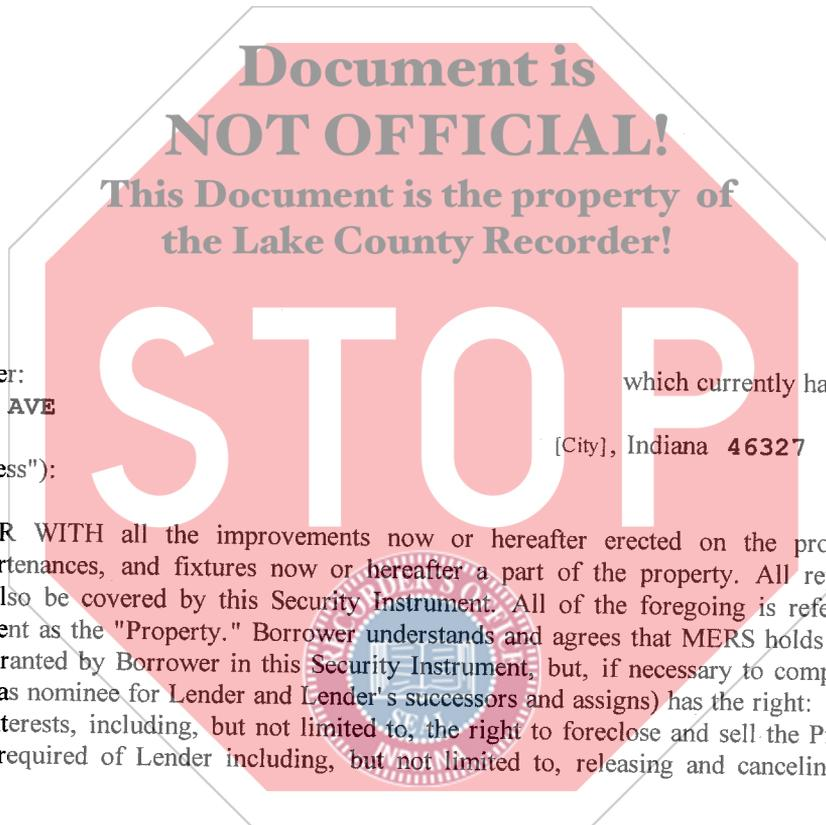 Document is
NOT OFFICIAL!
This Document is the property of
the Lake County Recorder!
STOP
er:
which currently ha
AVE
[City], Indiana 46327
ess"):
R WITH all the improvements now or hereafter erected on the pro
rtenances, and fixtures now or hereafter a part of the property. All re
lso be covered by this Security Instrument. All of the foregoing is refe
ent as the "Property." Borrower understands and agrees that MERS holds
ranted by Borrower in this Security Instrument, but, if necessary to comp
as nominee for Lender and Lender's successors and assigns) has the right:
terests, including, but not limited to, the right to foreclose and sell the P
required of Lender including, but not limited to, releasing and cancelin
RECORDER'S OFFICE
SEAL
INDIANA